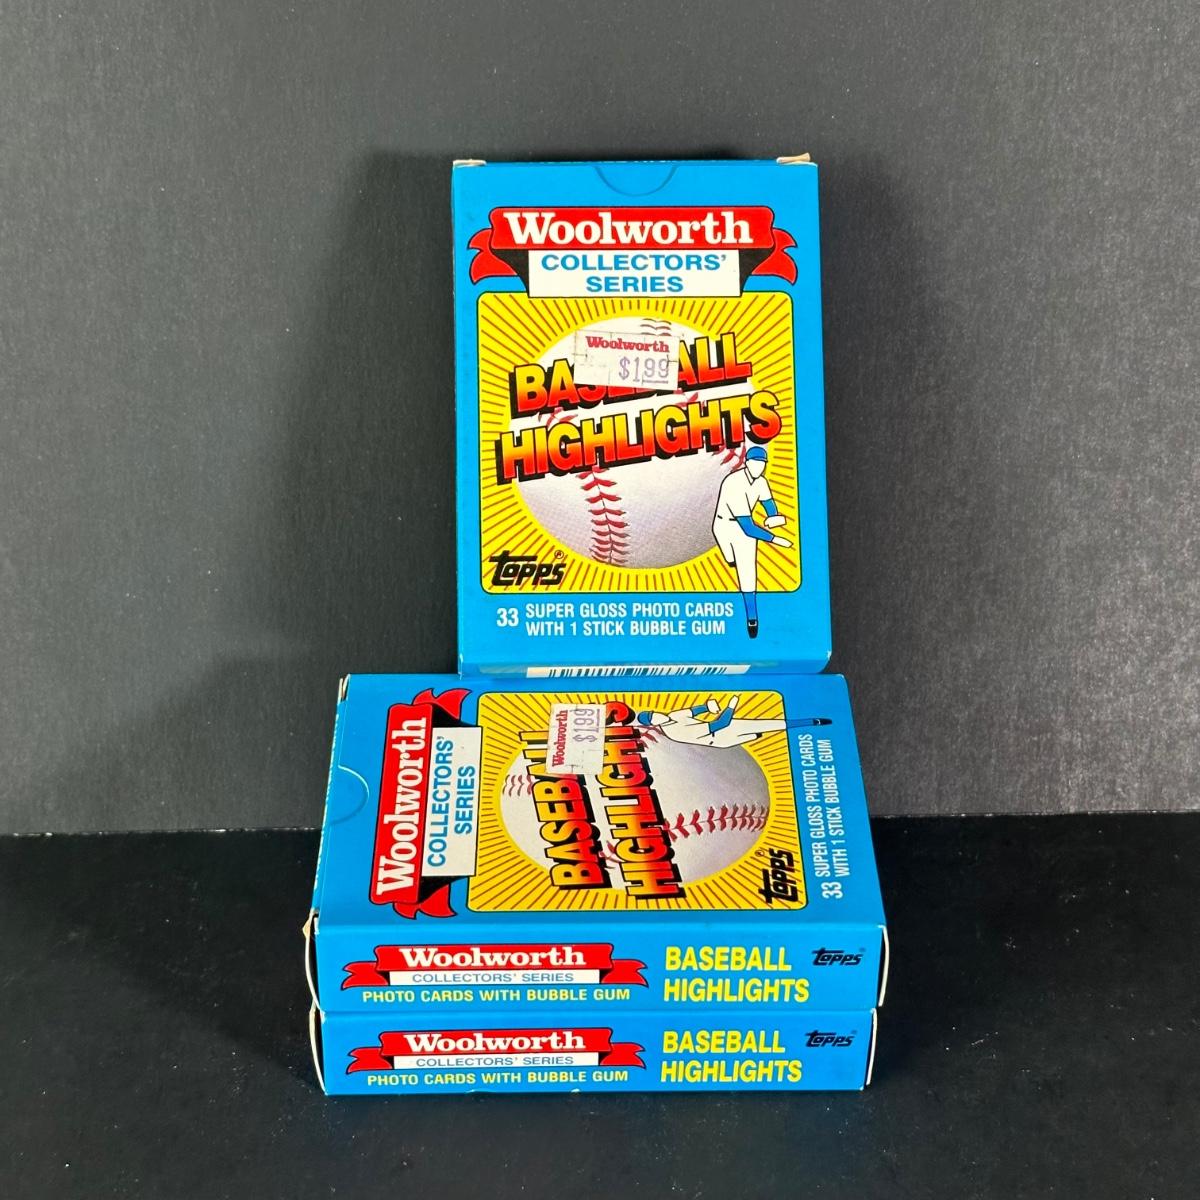 Woolworth
COLLECTORS'
SERIES
Woolworth
$1.99
BASEBALL
HIGHLIGHTS
TOPPS®
33 SUPER GLOSS PHOTO CARDS
WITH 1 STICK BUBBLE GUM
Woolworth
COLLECTORS'
SERIES
Woolworth
$1.99
BASEBALL
HIGHLIGHTS
TOPPS®
33 SUPER GLOSS PHOTO CARDS
WITH 1 STICK BUBBLE GUM
Woolworth
COLLECTORS' SERIES
PHOTO CARDS WITH BUBBLE GUM
BASEBALL
HIGHLIGHTS
TOPPS®
Woolworth
COLLECTORS' SERIES
PHOTO CARDS WITH BUBBLE GUM
BASEBALL
HIGHLIGHTS
TOPPS®